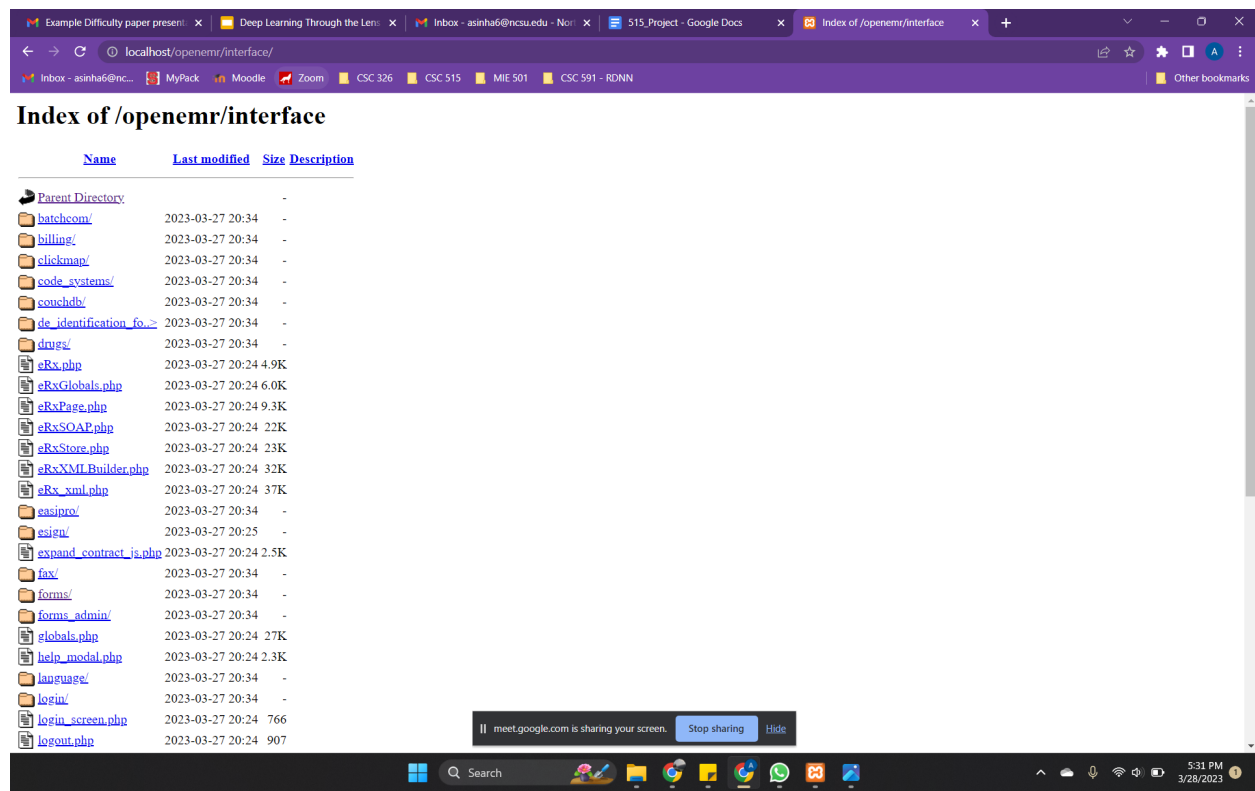 Example Difficulty paper present
Deep Learning Through the Lens
Inbox - asinha6@ncsu.edu - Nort
515_Project - Google Docs
Index of /openemr/interface
localhost/openemr/interface/
A
Inbox - asinha6@nc... MyPack Moodle Zoom CSC 326 CSC 515 MIE 501 CSC 591 - RDNN Other bookmarks
Index of /openemr/interface
Name Last modified Size Description
Parent Directory -
batchcom/ 2023-03-27 20:34 -
billing/ 2023-03-27 20:34 -
clickmap/ 2023-03-27 20:34 -
code_systems/ 2023-03-27 20:34 -
couchdb/ 2023-03-27 20:34 -
de_identification_fo..> 2023-03-27 20:34 -
drugs/ 2023-03-27 20:34 -
eRx.php 2023-03-27 20:24 4.9K
eRxGlobals.php 2023-03-27 20:24 6.0K
eRxPage.php 2023-03-27 20:24 9.3K
eRxSOAP.php 2023-03-27 20:24 22K
eRxStore.php 2023-03-27 20:24 23K
eRxXMLBuilder.php 2023-03-27 20:24 32K
eRx_xml.php 2023-03-27 20:24 37K
easipro/ 2023-03-27 20:34 -
esign/ 2023-03-27 20:25 -
expand_contract_js.php 2023-03-27 20:24 2.5K
fax/ 2023-03-27 20:34 -
forms/ 2023-03-27 20:34 -
forms_admin/ 2023-03-27 20:34 -
globals.php 2023-03-27 20:24 27K
help_modal.php 2023-03-27 20:24 2.3K
language/ 2023-03-27 20:34 -
login/ 2023-03-27 20:34 -
login_screen.php 2023-03-27 20:24 766
logout.php 2023-03-27 20:24 907
meet.google.com is sharing your screen. Stop sharing Hide
Search
5:31 PM
3/28/2023
1